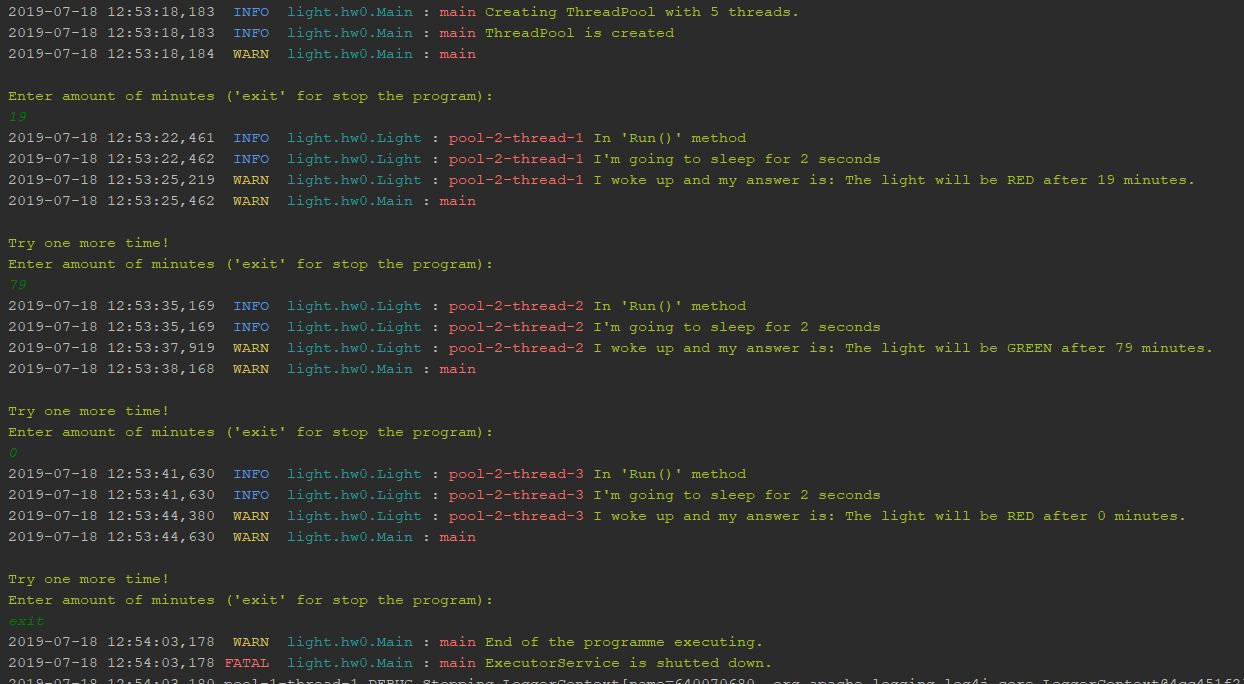 2019-07-18 12:53:18,183 INFO light.hw0.Main : main Creating ThreadPool with 5 threads.
2019-07-18 12:53:18,183 INFO light.hw0.Main : main ThreadPool is created
2019-07-18 12:53:18,184 WARN light.hw0.Main : main
Enter amount of minutes ('exit' for stop the program):
19
2019-07-18 12:53:22,461 INFO light.hw0.Light : pool-2-thread-1 In 'Run()' method
2019-07-18 12:53:22,462 INFO light.hw0.Light : pool-2-thread-1 I'm going to sleep for 2 seconds
2019-07-18 12:53:25,219 WARN light.hw0.Light : pool-2-thread-1 I woke up and my answer is: The light will be RED after 19 minutes.
2019-07-18 12:53:25,462 WARN light.hw0.Main : main
Try one more time!
Enter amount of minutes ('exit' for stop the program):
79
2019-07-18 12:53:35,169 INFO light.hw0.Light : pool-2-thread-2 In 'Run()' method
2019-07-18 12:53:35,169 INFO light.hw0.Light : pool-2-thread-2 I'm going to sleep for 2 seconds
2019-07-18 12:53:37,919 WARN light.hw0.Light : pool-2-thread-2 I woke up and my answer is: The light will be GREEN after 79 minutes.
2019-07-18 12:53:38,168 WARN light.hw0.Main : main
Try one more time!
Enter amount of minutes ('exit' for stop the program):
0
2019-07-18 12:53:41,630 INFO light.hw0.Light : pool-2-thread-3 In 'Run()' method
2019-07-18 12:53:41,630 INFO light.hw0.Light : pool-2-thread-3 I'm going to sleep for 2 seconds
2019-07-18 12:53:44,380 WARN light.hw0.Light : pool-2-thread-3 I woke up and my answer is: The light will be RED after 0 minutes.
2019-07-18 12:53:44,630 WARN light.hw0.Main : main
Try one more time!
Enter amount of minutes ('exit' for stop the program):
exit
2019-07-18 12:54:03,178 WARN light.hw0.Main : main End of the programme executing.
2019-07-18 12:54:03,178 FATAL light.hw0.Main : main ExecutorService is shutted down.
2019-07-18 12:54:03,180 pool-1-thread-1 DEBUG Stopping